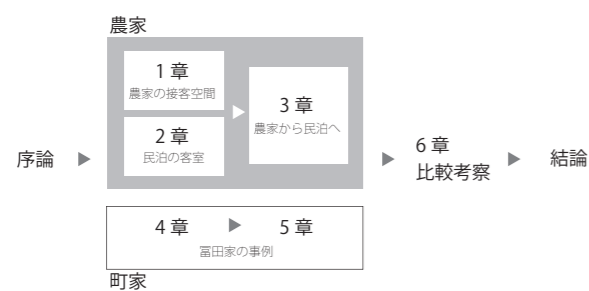 農家
1 章
農家の接客空間
2 章
民泊の客室
3 章
農家から民泊へ
序論
6 章
比較考察
結論
4 章
5 章
冨田家の事例
町家